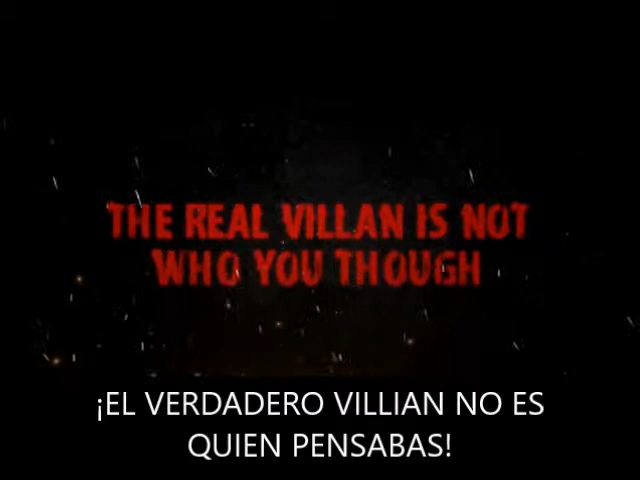 THE REAL VILLAN IS NOT
WHO YOU THOUGH
¡EL VERDADERO VILLIAN NO ES
QUIEN PENSABAS!